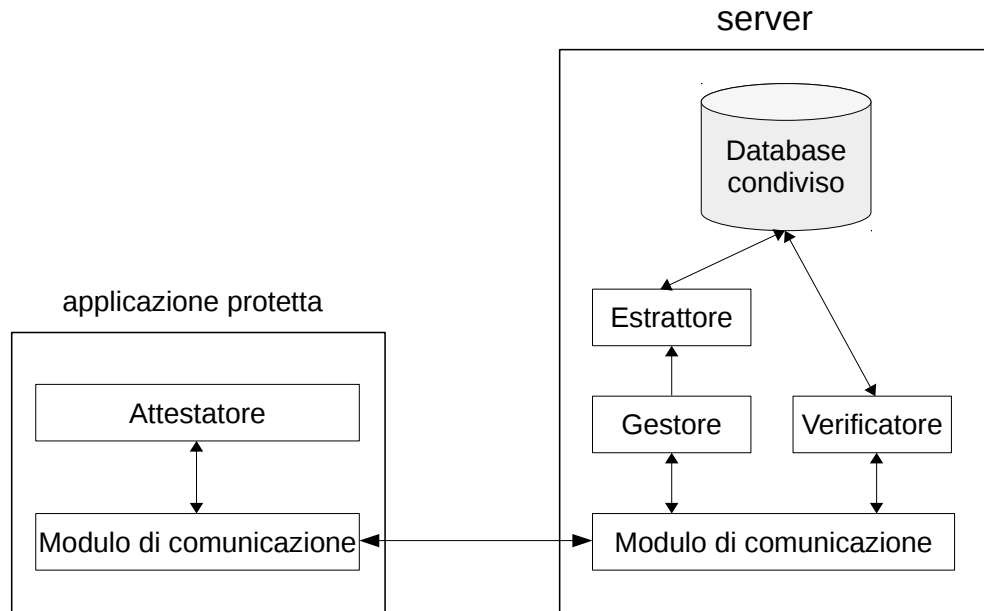 server
Database
condiviso
applicazione protetta
Estrattore
Attestatore
Gestore
Verificatore
Modulo di comunicazione
Modulo di comunicazione